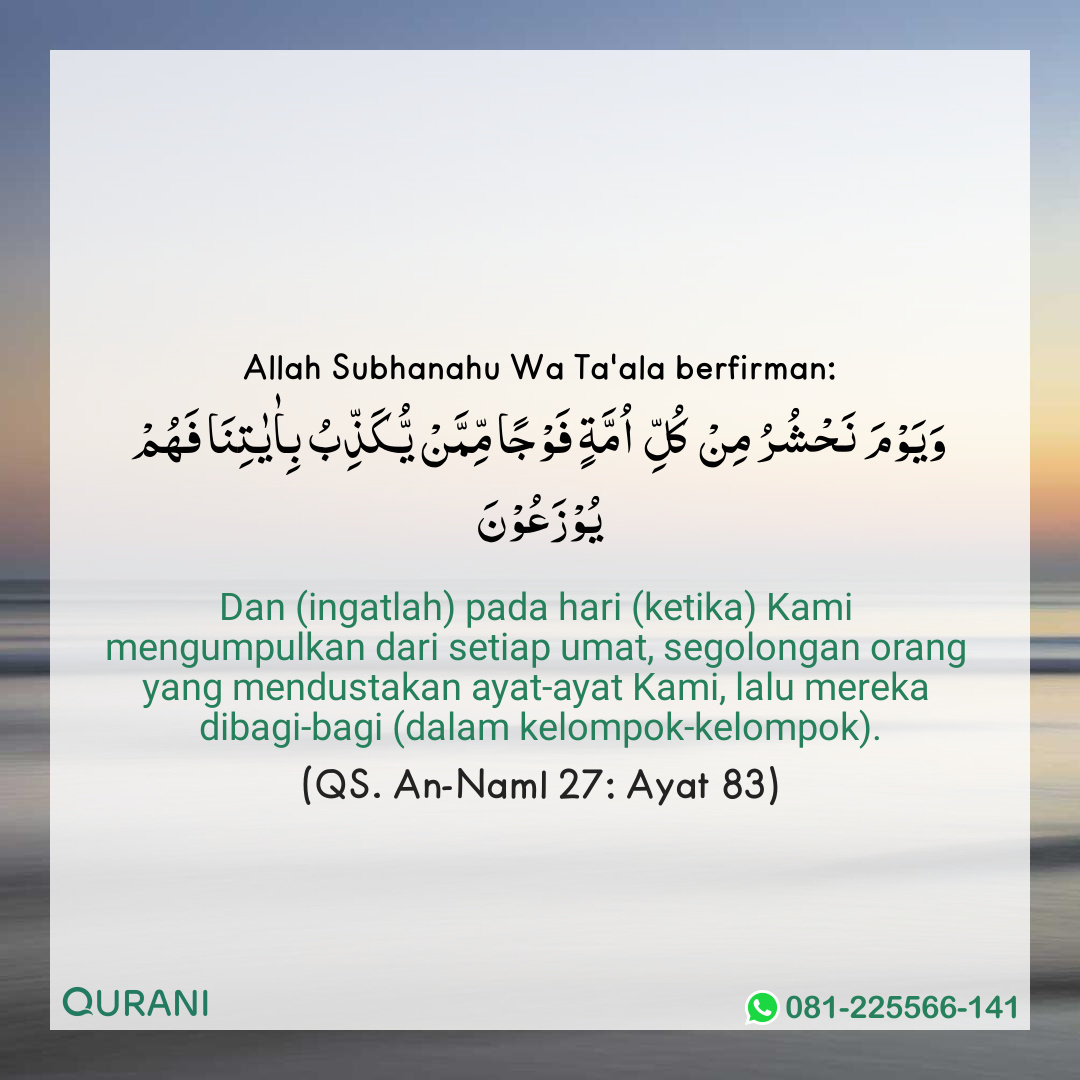 Allah Subhanahu Wa Ta'ala berfirman:
وَيَوْمَ نَحْشُرُ مِنْ كُلِّ اُمَّةٍ فَوْجًا مِّمَّنْ يُّكَذِّبُ بِاٰيٰتِنَا فَهُمْ
يُوْزَعُوْنَ
Dan (ingatlah) pada hari (ketika) Kami
mengumpulkan dari setiap umat, segolongan orang
yang mendustakan ayat-ayat Kami, lalu mereka
dibagi-bagi (dalam kelompok-kelompok).
(QS. An-Naml 27: Ayat 83)
QURANI
081-225566-141